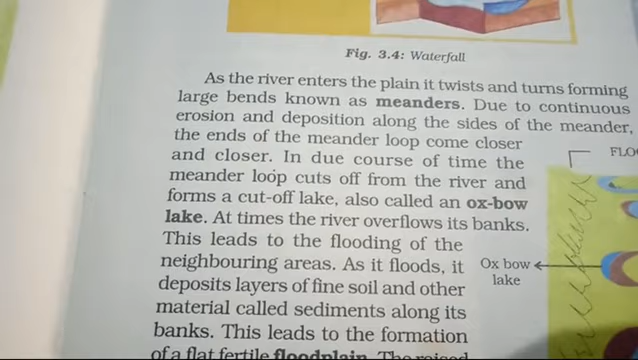 Fig. 3.4: Waterfall
As the river enters the plain it twists and turns forming
large bends known as meanders. Due to continuous
erosion and deposition along the sides of the meander,
the ends of the meander loop come closer
and closer. In due course of time the
meander loop cuts off from the river and
forms a cut-off lake, also called an ox-bow
lake. At times the river overflows its banks.
This leads to the flooding of the
neighbouring areas. As it floods, it
deposits layers of fine soil and other
material called sediments along its
banks. This leads to the formation
of a flat fertile floodplain. The raised
Ox bow
lake